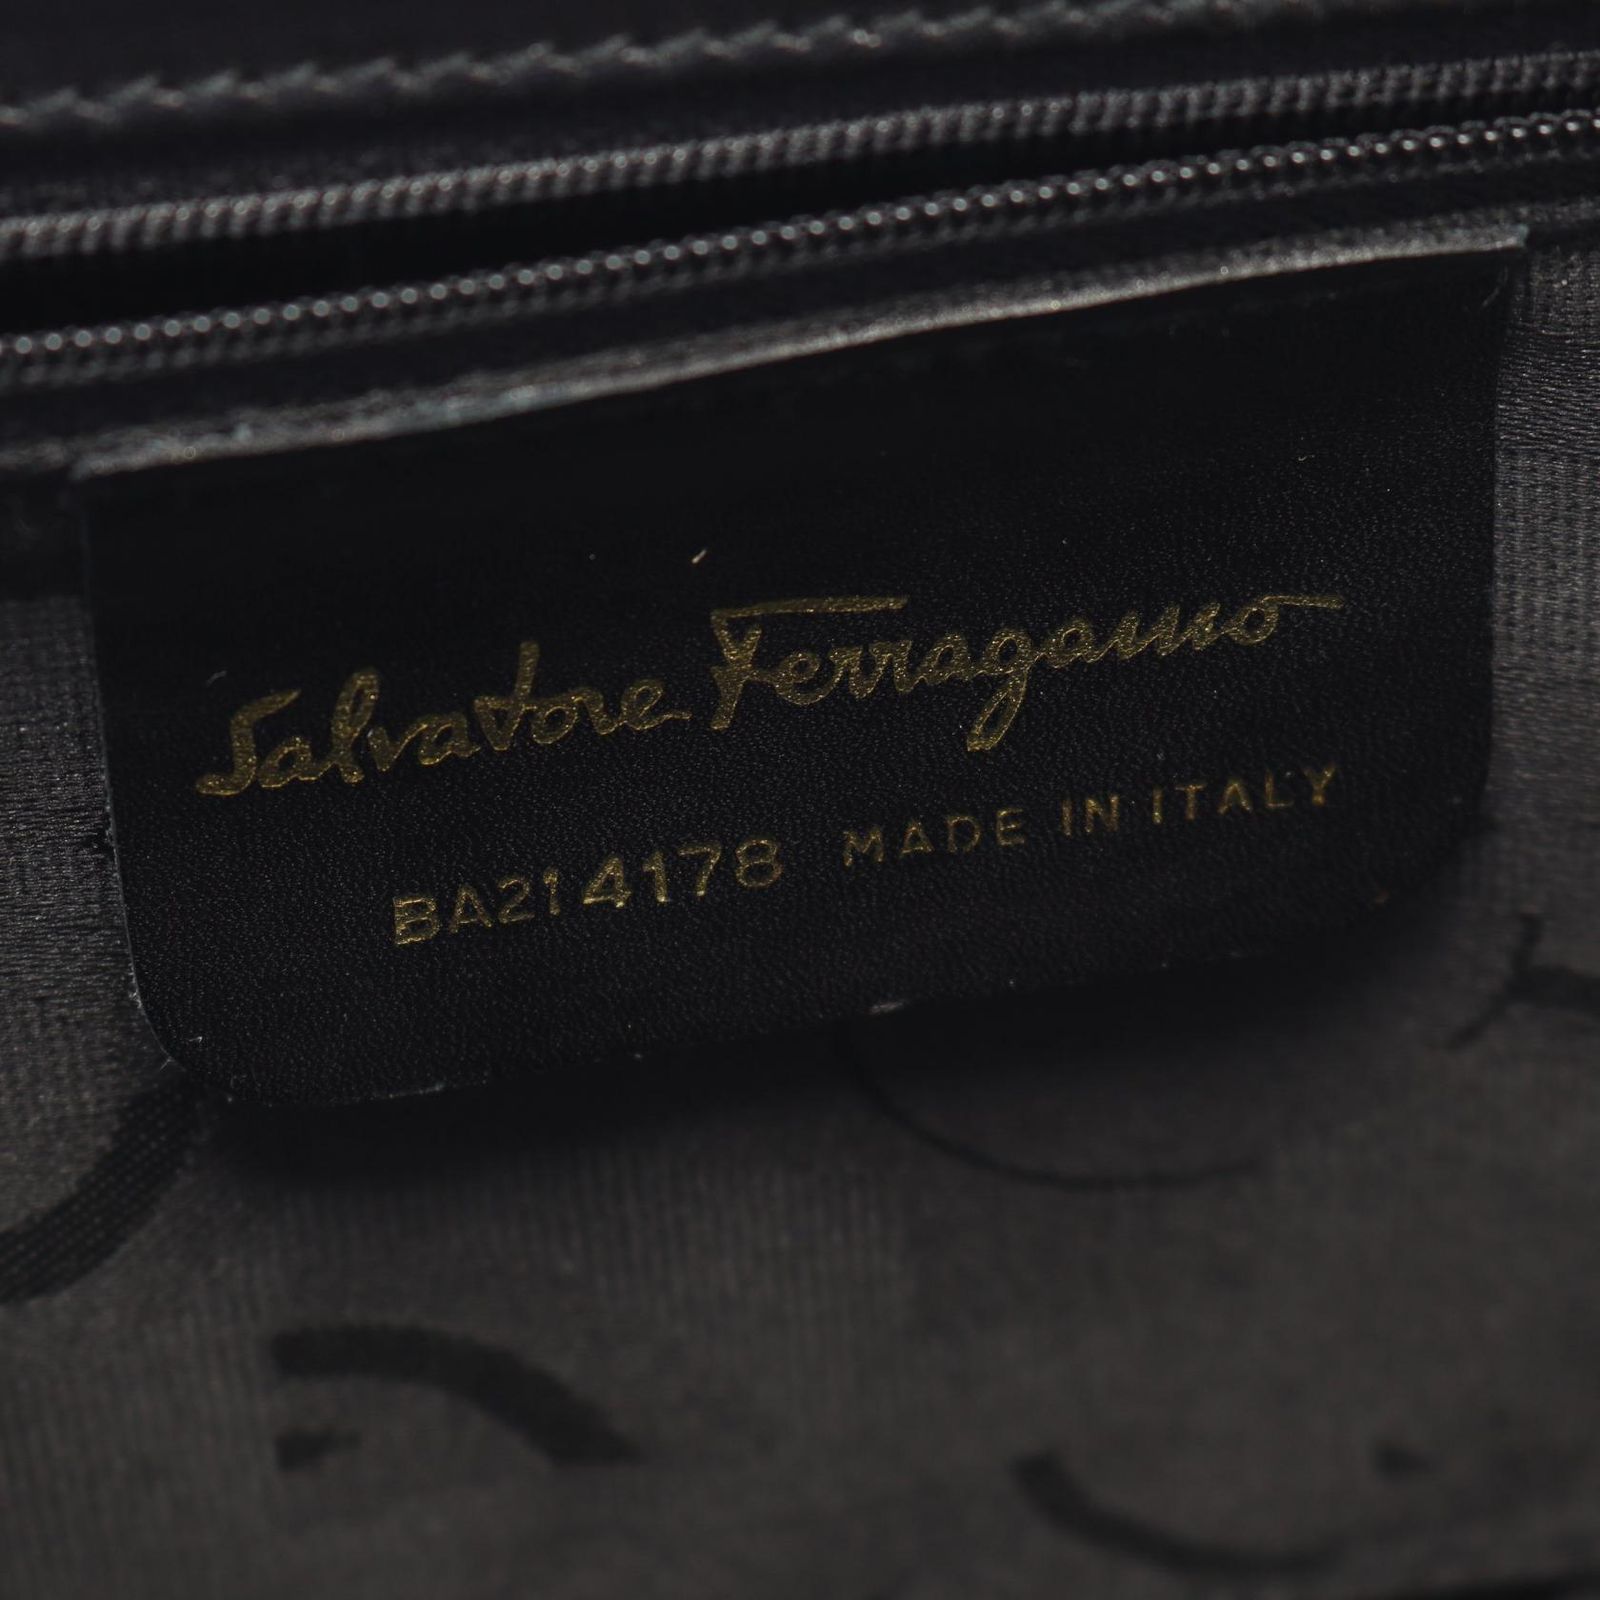 Salvatore Ferragamo
BA214178 MADE IN ITALY